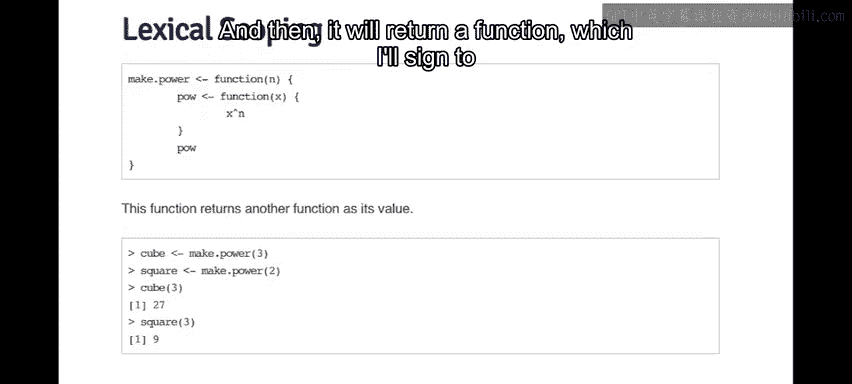 Lexical Scoping
And then, it will return a function, which
I'll sign to
make.power <- function(n) {
pow <- function(x) {
x^n
}
pow
}
This function returns another function as its value.
> cube <- make.power(3)
> square <- make.power(2)
> cube(3)
[1] 27
> square(3)
[1] 9